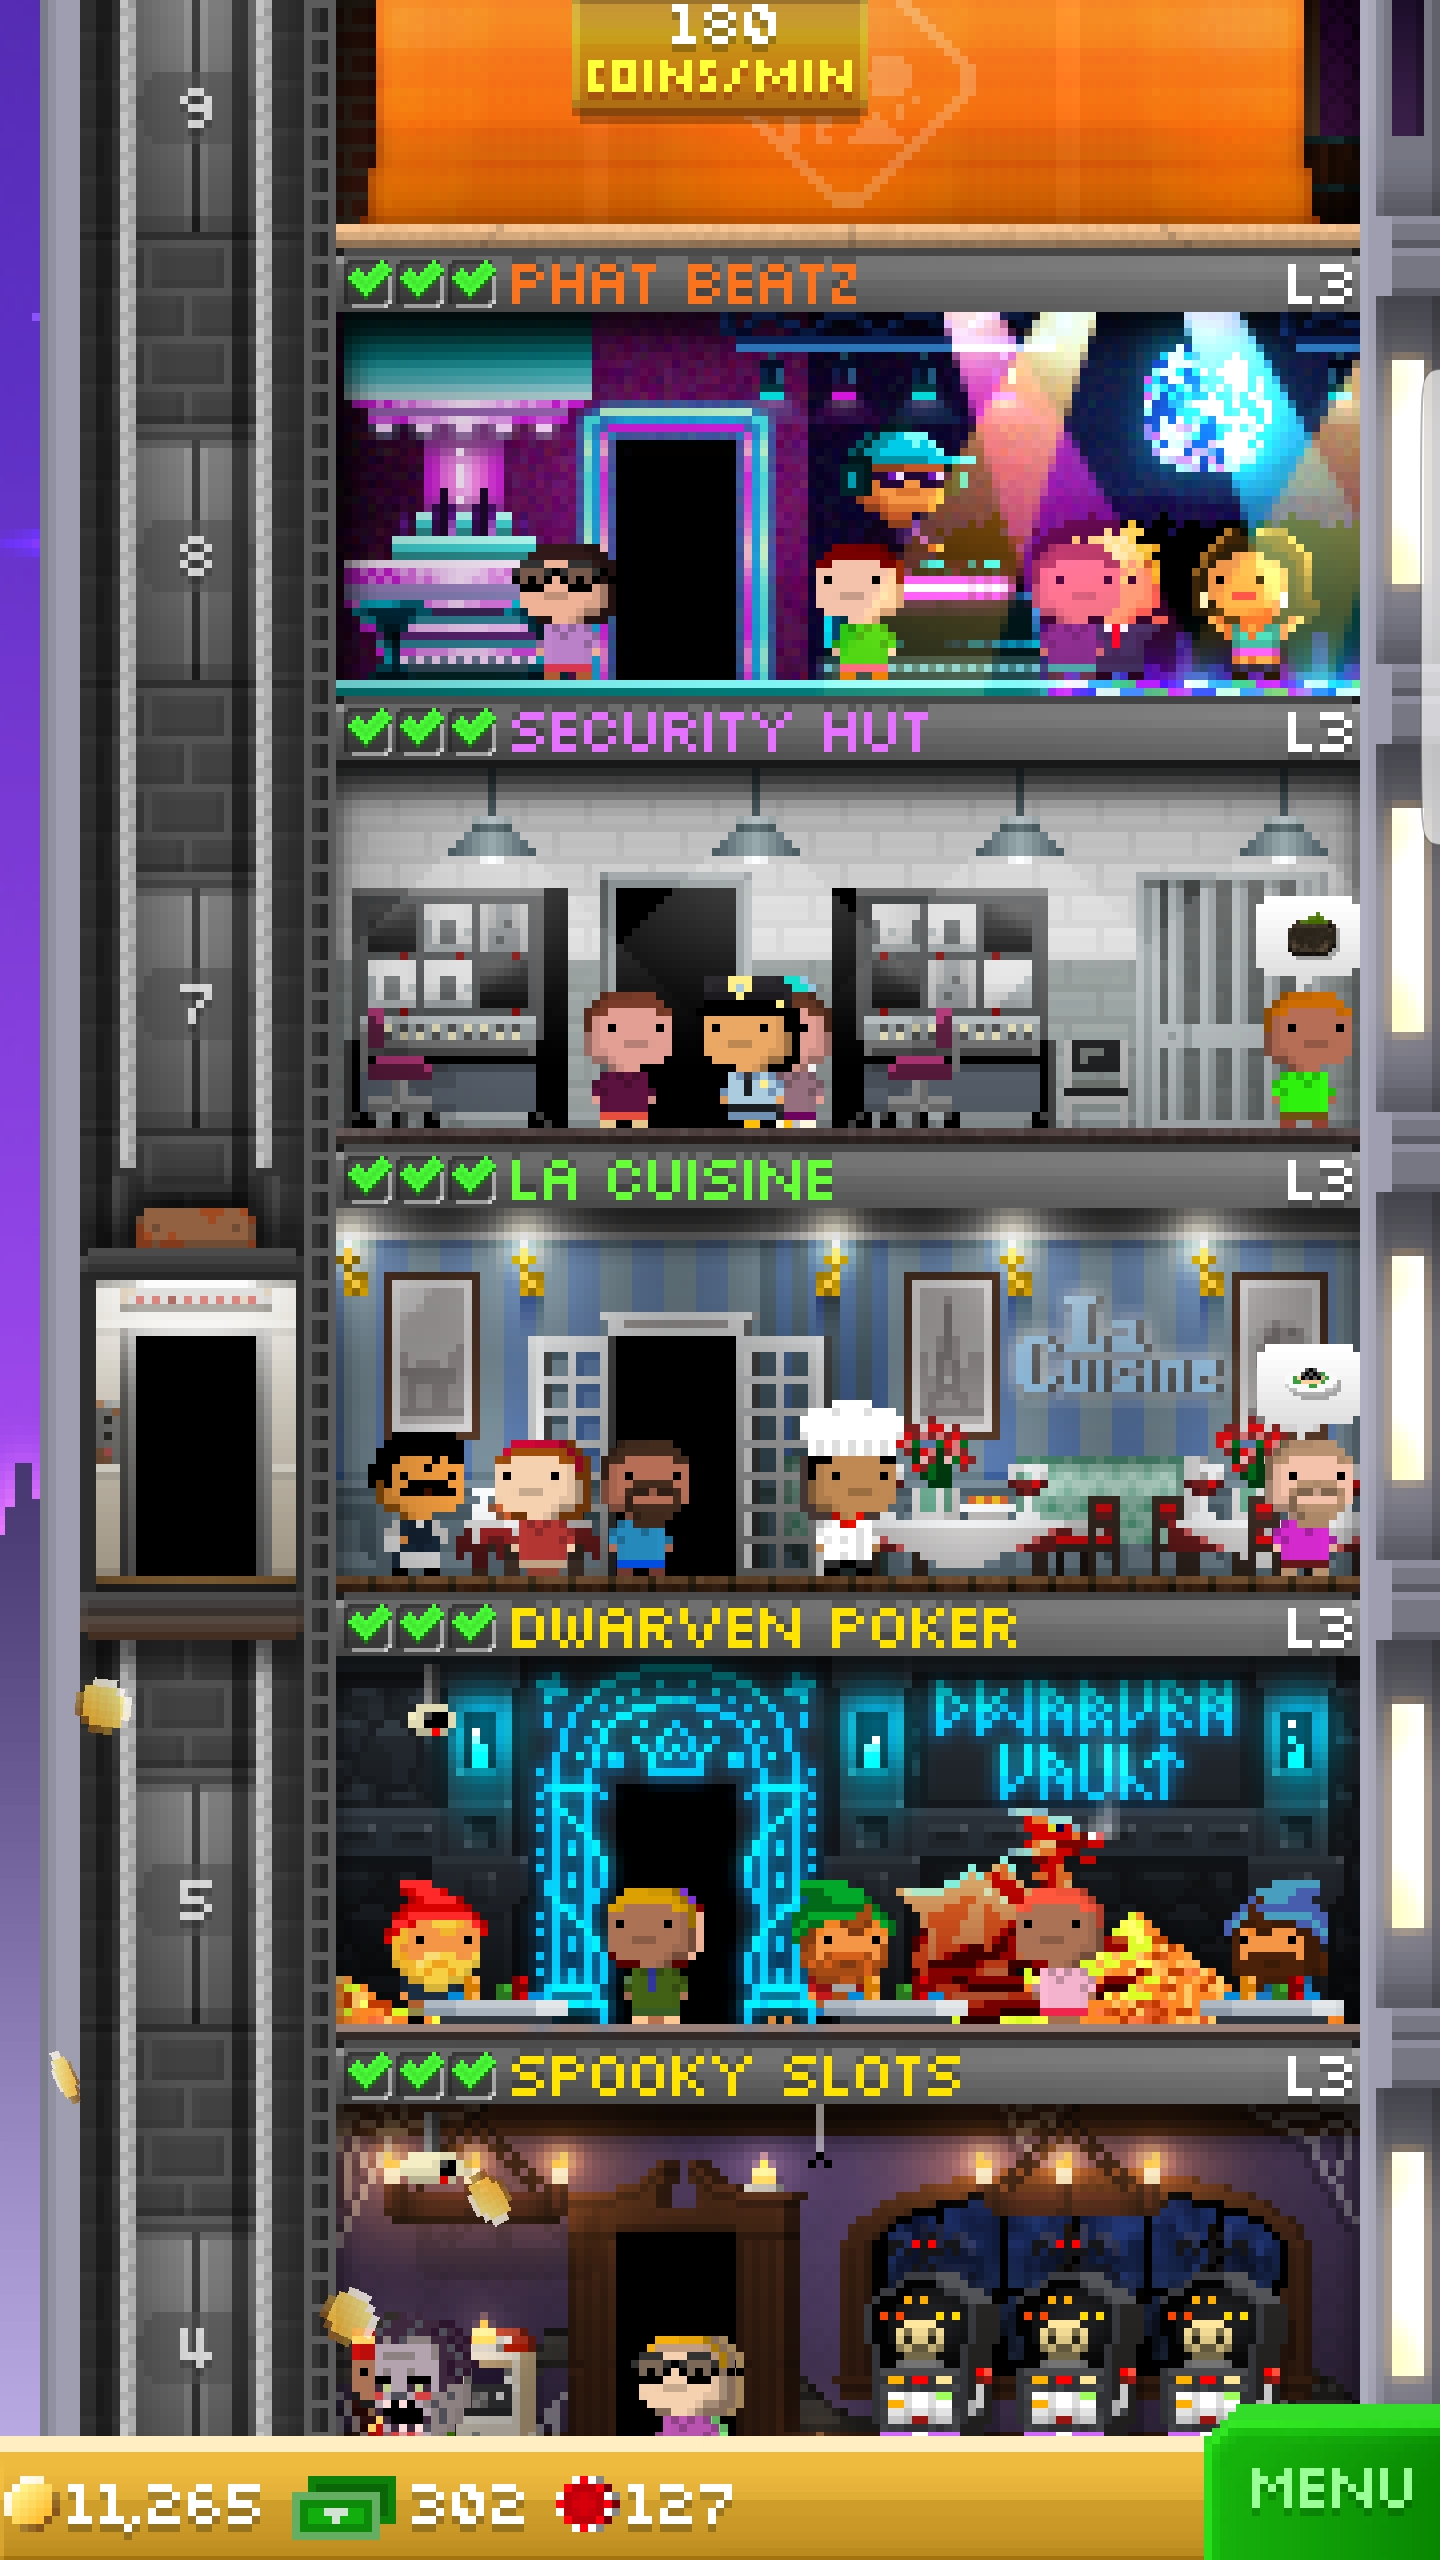 180
COINS/MIN
9
PHAT BEATZ L3
8
SECURITY HUT L3
7
LA CUISINE L3
La
Cuisine
DWARVEN POKER L3
DWARVEN
VAULT
5
SPOOKY SLOTS L3
4
11,265 302 127
MENU